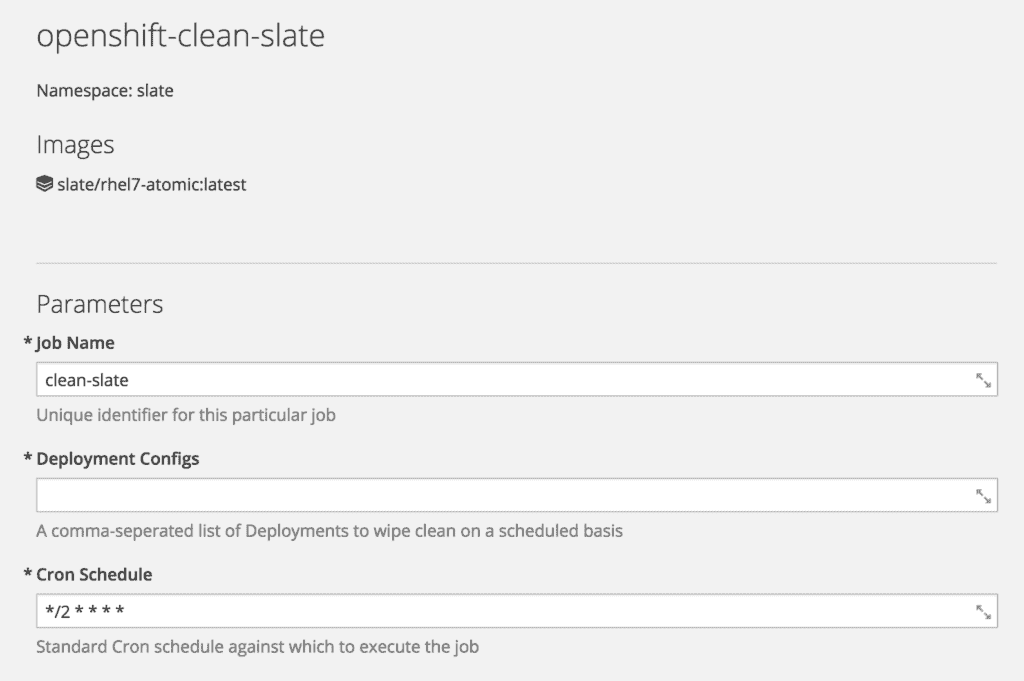 openshift-clean-slate
Namespace: slate
Images
slate/rhel7-atomic:latest
Parameters
* Job Name
clean-slate
Unique identifier for this particular job
* Deployment Configs
A comma-seperated list of Deployments to wipe clean on a scheduled basis
* Cron Schedule
*/2 * * * *
Standard Cron schedule against which to execute the job